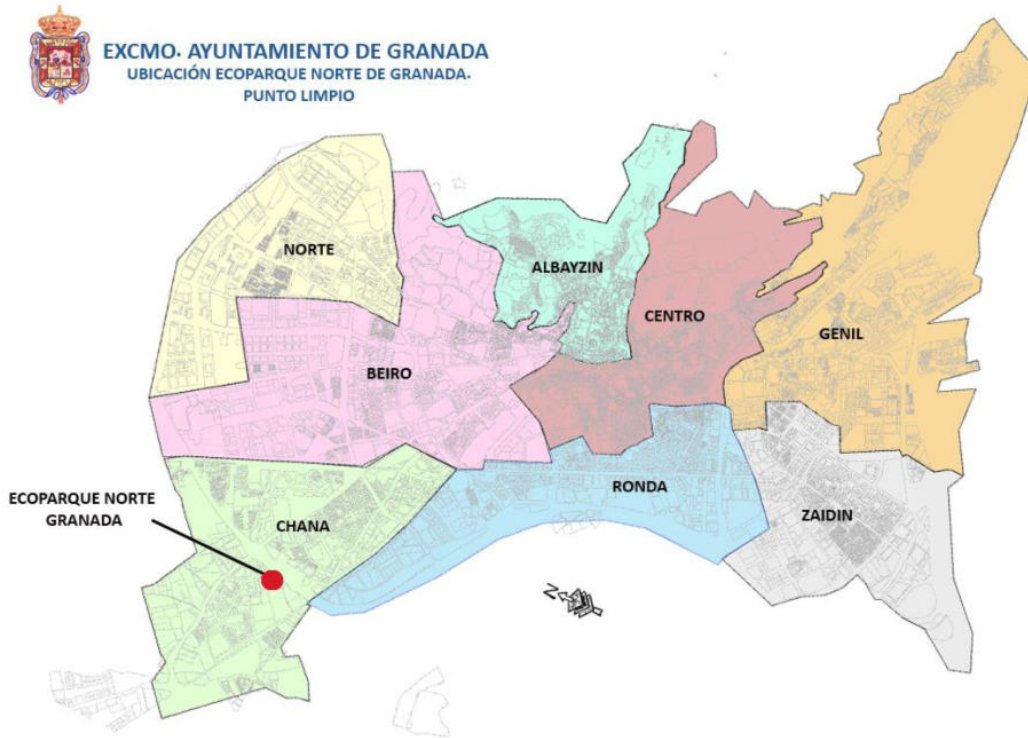 EXCMO. AYUNTAMIENTO DE GRANADA
UBICACIÓN ECOPARQUE NORTE DE GRANADA.
PUNTO LIMPIO
NORTE
ALBAYZIN
CENTRO
GENIL
BEIRO
RONDA
ZAIDIN
CHANA
ECOPARQUE NORTE
GRANADA
N